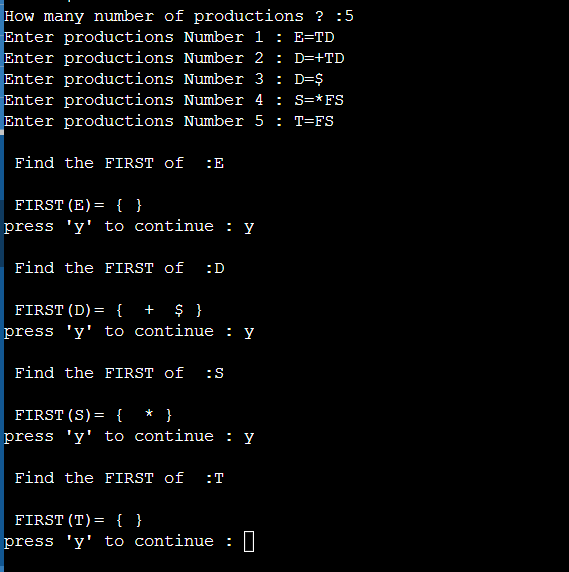 How many number of productions ? :5
Enter productions Number 1 : E=TD
Enter productions Number 2 : D=+TD
Enter productions Number 3 : D=$
Enter productions Number 4 : S=*FS
Enter productions Number 5 : T=FS
Find the FIRST of  :E
FIRST(E)= { }
press 'y' to continue : y
Find the FIRST of  :D
FIRST(D)= {  +  $ }
press 'y' to continue : y
Find the FIRST of  :S
FIRST(S)= {  * }
press 'y' to continue : y
Find the FIRST of  :T
FIRST(T)= { }
press 'y' to continue :